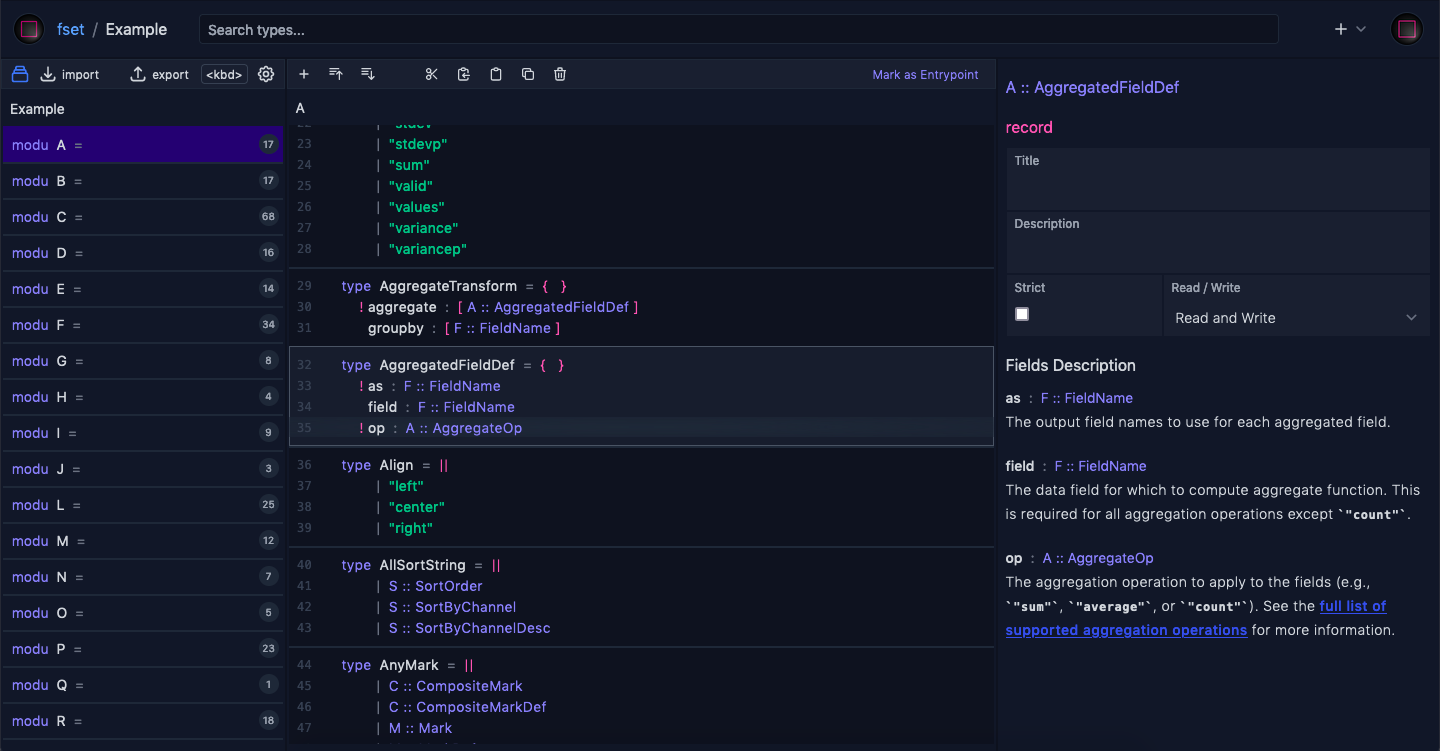 fset / Example
Search types...
import export <kbd>
Mark as Entrypoint
Example
modu A = 17
modu B = 17
modu C = 68
modu D = 16
modu E = 14
modu F = 34
modu G = 8
modu H = 4
modu I = 9
modu J = 3
modu L = 25
modu M = 12
modu N = 7
modu O = 5
modu P = 23
modu Q = 1
modu R = 18
A
22 | "stdev"
23 | "stdevp"
24 | "sum"
25 | "valid"
26 | "values"
27 | "variance"
28 | "variancep"
29 type AggregateTransform = { }
30 ! aggregate : [ A :: AggregatedFieldDef ]
31 groupby : [ F :: FieldName ]
32 type AggregatedFieldDef = { }
33 ! as : F :: FieldName
34 field : F :: FieldName
35 ! op : A :: AggregateOp
36 type Align = ||
37 | "left"
38 | "center"
39 | "right"
40 type AllSortString = ||
41 | S :: SortOrder
42 | S :: SortByChannel
43 | S :: SortByChannelDesc
44 type AnyMark = ||
45 | C :: CompositeMark
46 | C :: CompositeMarkDef
47 | M :: Mark
A :: AggregatedFieldDef
record
Title
Description
Strict
Read / Write
Read and Write
Fields Description
as : F :: FieldName
The output field names to use for each aggregated field.
field : F :: FieldName
The data field for which to compute aggregate function. This
is required for all aggregation operations except `"count"`.
op : A :: AggregateOp
The aggregation operation to apply to the fields (e.g.,
`"sum"`, `"average"`, or `"count"`). See the full list of
supported aggregation operations for more information.